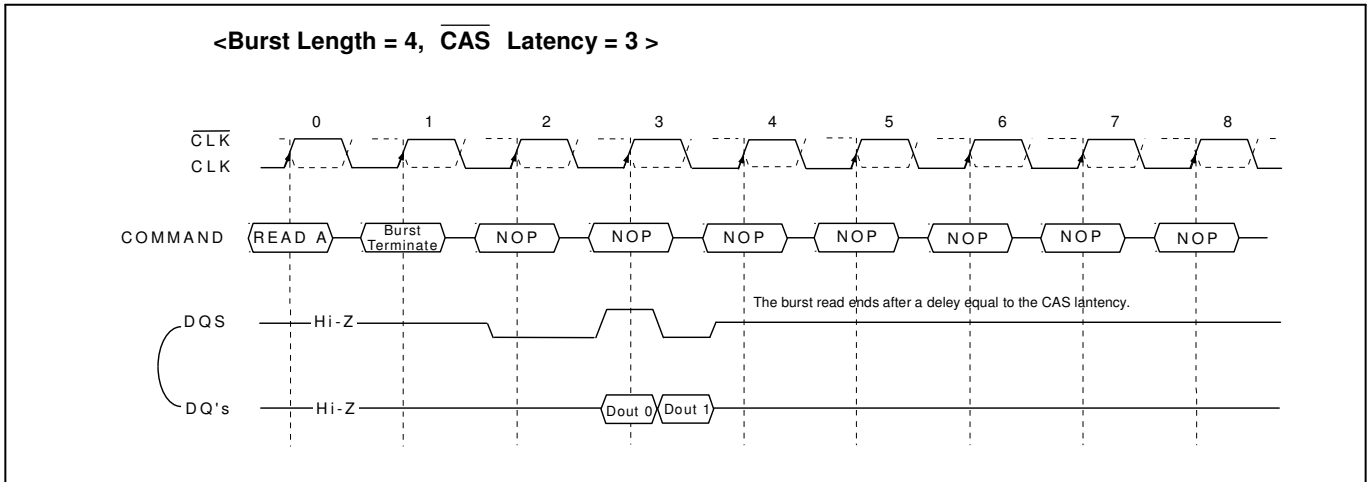 <Burst Length = 4, CAS Latency = 3 >
0 1 2 3 4 5 6 7 8
CLK
CLK
COMMAND READ A Burst Terminate NOP NOP NOP NOP NOP NOP NOP
The burst read ends after a deley equal to the CAS lantency.
DQS Hi-Z
DQ's Hi-Z Dout 0 Dout 1